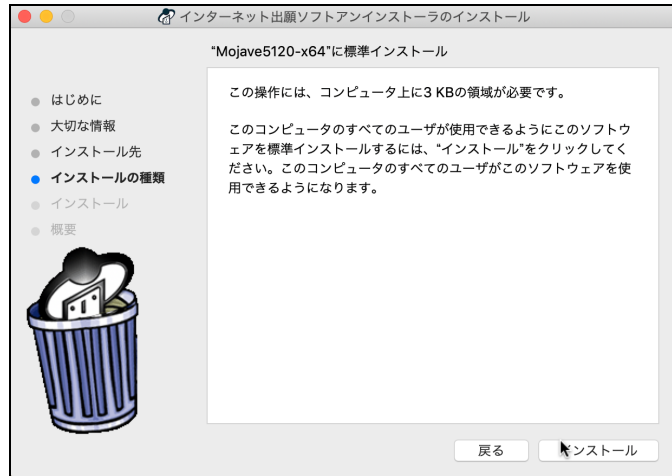 インターネット出願ソフトアンインストーラのインストール
“Mojave5120-x64”に標準インストール
はじめに
大切な情報
インストール先
インストールの種類
インストール
概要
この操作には、コンピュータ上に3 KBの領域が必要です。
このコンピュータのすべてのユーザが使用できるようにこのソフトウ
ェアを標準インストールするには、“インストール”をクリックしてく
ださい。このコンピュータのすべてのユーザがこのソフトウェアを使
用できるようになります。
戻る
インストール